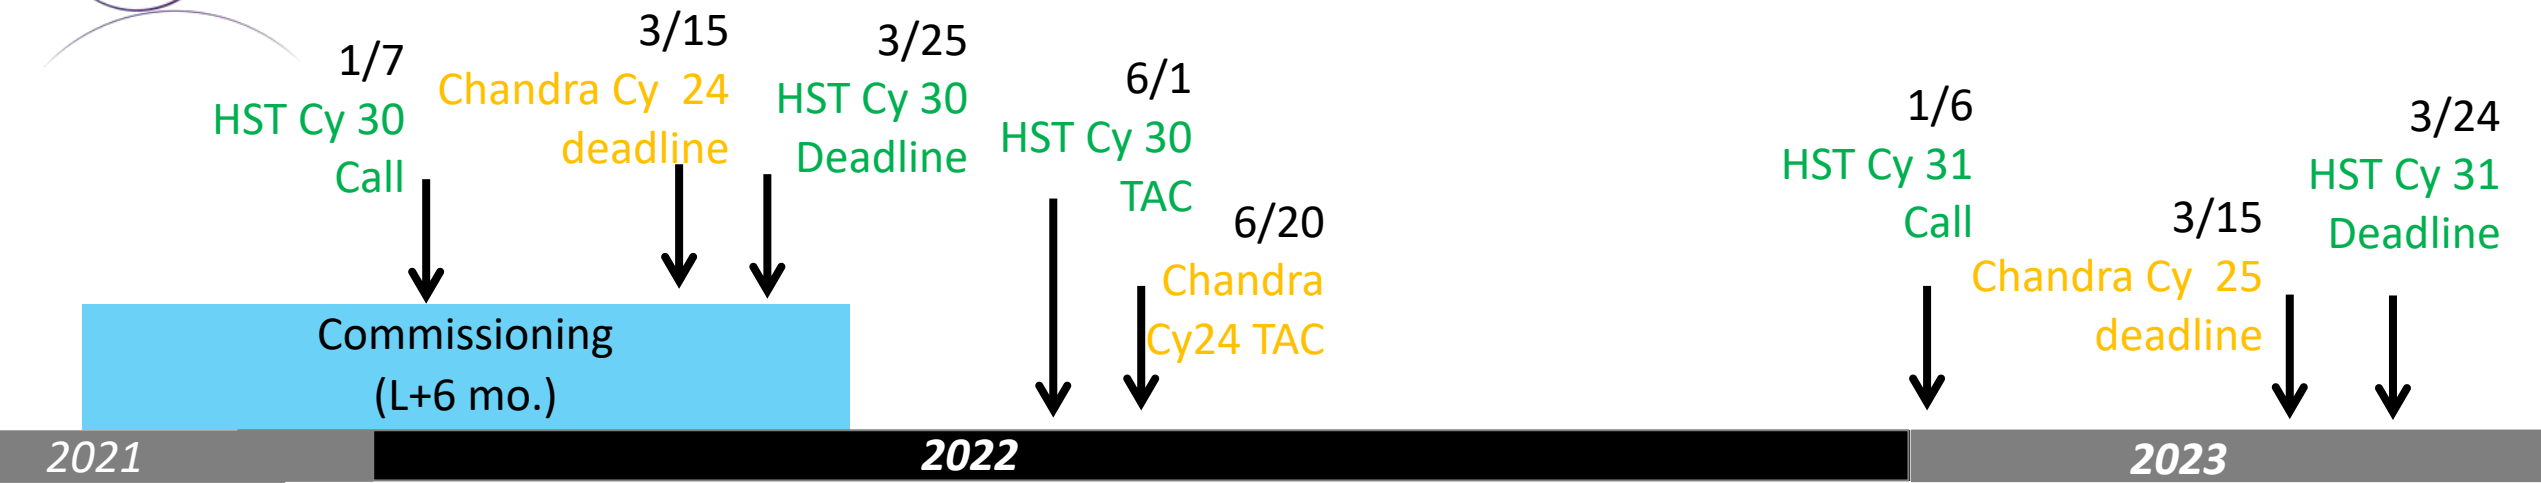 1/7
HST Cy 30
Call
3/15
Chandra Cy  24
deadline
3/25
HST Cy 30
Deadline
6/1
HST Cy 30
TAC
6/20
Chandra
Cy24 TAC
1/6
HST Cy 31
Call
3/15
Chandra Cy  25
deadline
3/24
HST Cy 31
Deadline
Commissioning
(L+6 mo.)
2021
2022
2023